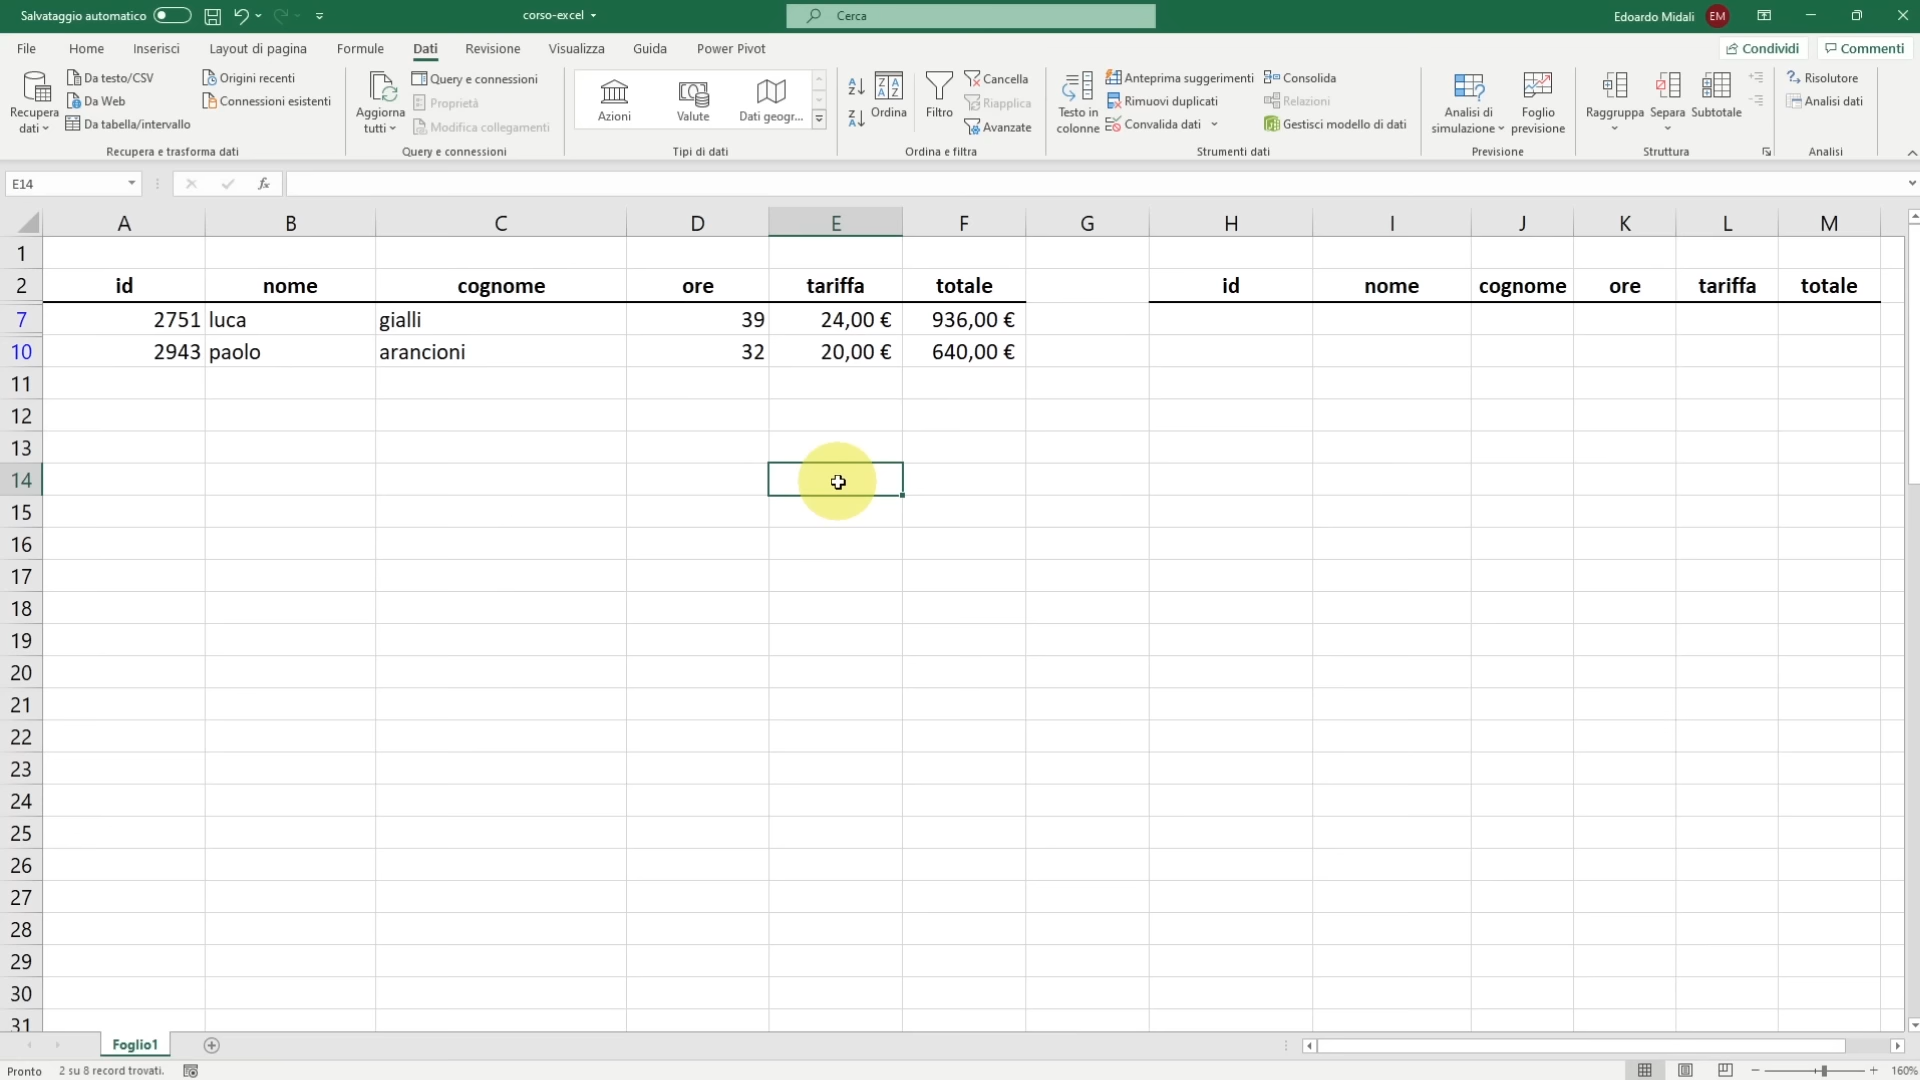 Salvataggio automatico
corso-excel
Cerca
Edoardo Midali EM
File Home Inserisci Layout di pagina Formule Dati Revisione Visualizza Guida Power Pivot Condividi Commenti
Recupera dati
Da testo/CSV
Da Web
Da tabella/intervallo
Origini recenti
Connessioni esistenti
Recupera e trasforma dati
Aggiorna tutti
Query e connessioni
Proprietà
Modifica collegamenti
Query e connessioni
Azioni Valute Dati geogr...
Tipi di dati
Ordina
Filtro
Cancella
Riapplica
Avanzate
Ordina e filtra
Testo in colonne
Anteprima suggerimenti
Rimuovi duplicati
Convalida dati
Consolida
Relazioni
Gestisci modello di dati
Strumenti dati
Analisi di simulazione
Foglio previsione
Previsione
Raggruppa Separa Subtotale
Struttura
Risolutore
Analisi dati
Analisi
E14 fx
A B C D E F G H I J K L M
1
2 id nome cognome ore tariffa totale id nome cognome ore tariffa totale
7 2751 luca gialli 39 24,00 € 936,00 €
10 2943 paolo arancioni 32 20,00 € 640,00 €
11
12
13
14
15
16
17
18
19
20
21
22
23
24
25
26
27
28
29
30
31
Foglio1
Pronto 2 su 8 record trovati. 160%